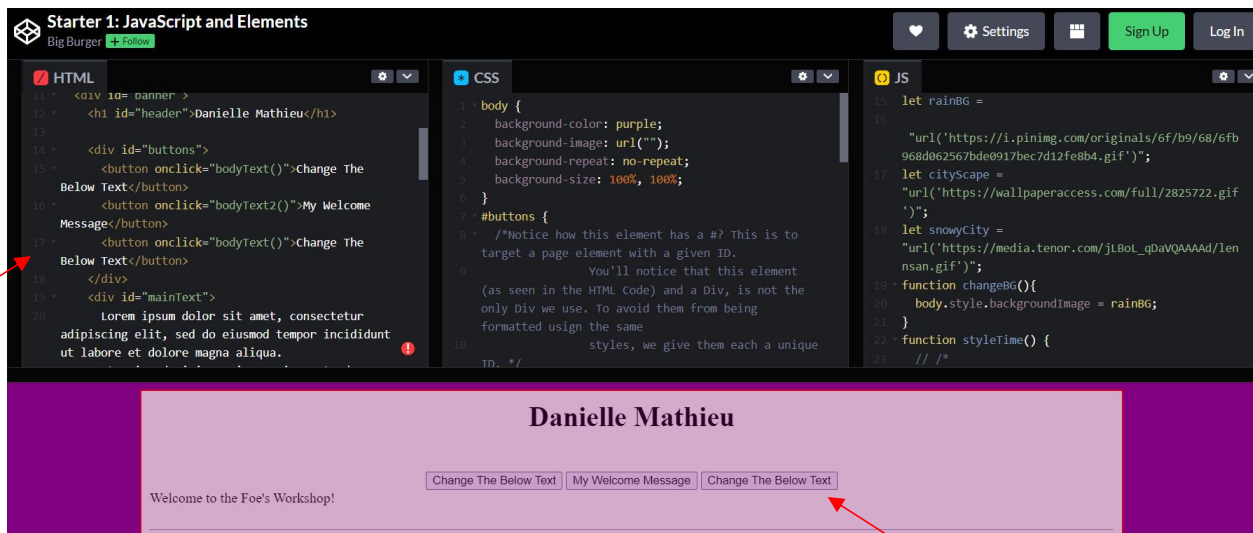 Starter 1: JavaScript and Elements
Big Burger + Follow
Settings
Sign Up
Log In
HTML
11 <div id="banner">
12 <h1 id="header">Danielle Mathieu</h1>
13
14 <div id="buttons">
15 <button onclick="bodyText()">Change The
Below Text</button>
16 <button onclick="bodyText2()">My Welcome
Message</button>
17 <button onclick="bodyText()">Change The
Below Text</button>
18 </div>
19 <div id="mainText">
20 Lorem ipsum dolor sit amet, consectetur
adipiscing elit, sed do eiusmod tempor incididunt
ut labore et dolore magna aliqua.
CSS
1 body {
2 background-color: purple;
3 background-image: url("");
4 background-repeat: no-repeat;
5 background-size: 100%, 100%;
6 }
7 #buttons {
8 /*Notice how this element has a #? This is to
target a page element with a given ID.
9 You'll notice that this element
(as seen in the HTML Code) and a Div, is not the
only Div we use. To avoid them from being
formatted usign the same
10 styles, we give them each a unique
ID. */
JS
15 let rainBG =
16
"url('https://i.pinimg.com/originals/6f/b9/68/6fb
968d062567bde0917bec7d12fe8b4.gif')";
17 let cityScape =
"url('https://wallpaperaccess.com/full/2825722.gif
')";
18 let snowyCity =
"url('https://media.tenor.com/jLBoL_qDaVQAAAAd/len
nsan.gif')";
19 function changeBG(){
20 body.style.backgroundImage = rainBG;
21 }
22 function styleTime() {
23 // /*
Danielle Mathieu
Change The Below Text My Welcome Message Change The Below Text
Welcome to the Foe's Workshop!